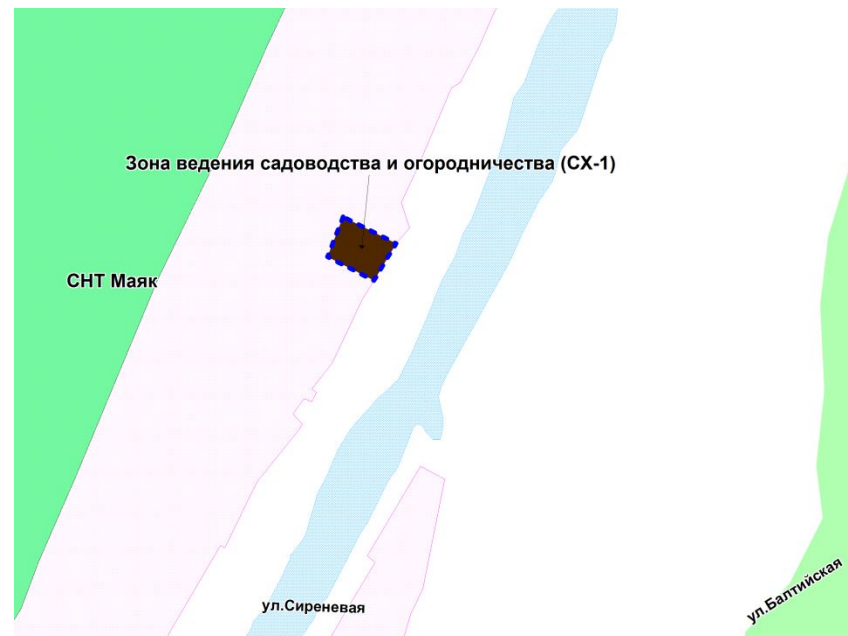 Зона ведения садоводства и огородничества (СХ-1)
СНТ Маяк
ул.Сиреневая
ул.Балтийская